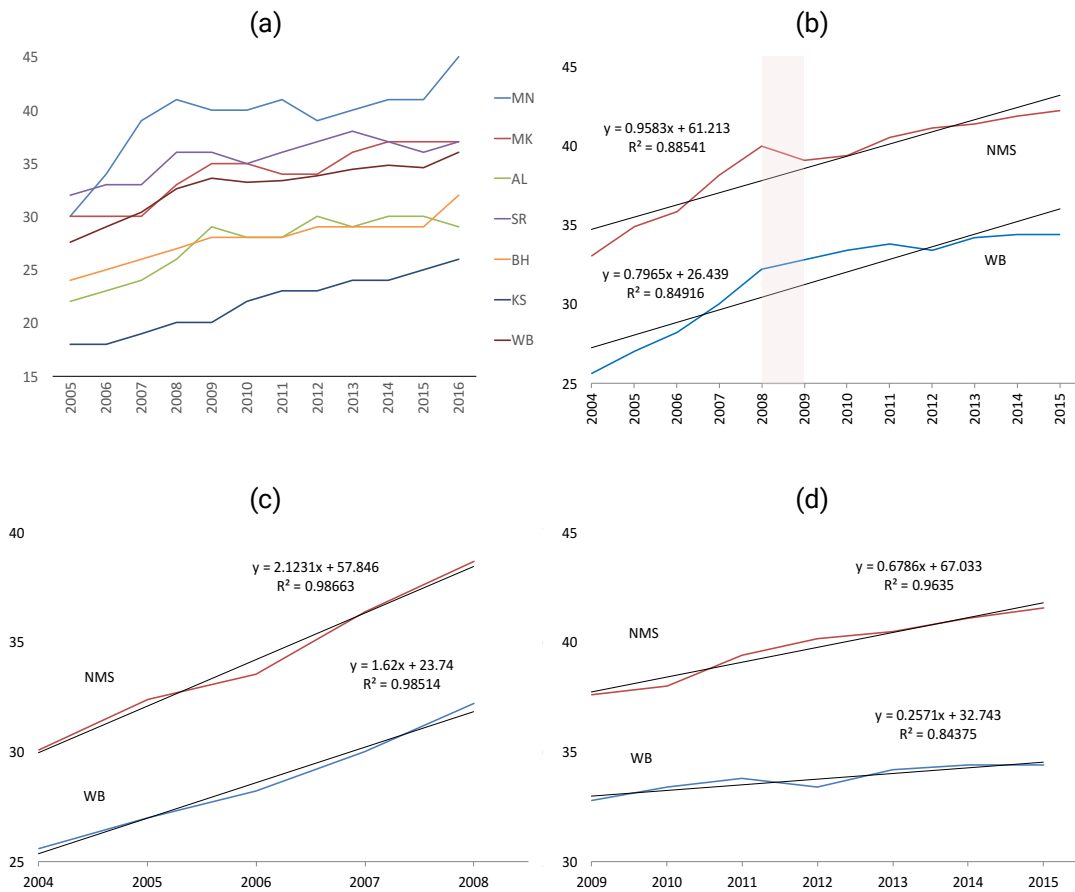 (a)
45
40
35
30
25
20
15
2005
2006
2007
2008
2009
2010
2011
2012
2013
2014
2015
2016
MN
MK
AL
SR
BH
KS
WB
(b)
45
40
35
30
25
y = 0.9583x + 61.213
R² = 0.88541
NMS
y = 0.7965x + 26.439
R² = 0.84916
WB
2004
2005
2006
2007
2008
2009
2010
2011
2012
2013
2014
2015
(c)
40
35
30
25
y = 2.1231x + 57.846
R² = 0.98663
NMS
y = 1.62x + 23.74
R² = 0.98514
WB
2004
2005
2006
2007
2008
(d)
45
40
35
30
y = 0.6786x + 67.033
R² = 0.9635
NMS
y = 0.2571x + 32.743
R² = 0.84375
WB
2009
2010
2011
2012
2013
2014
2015